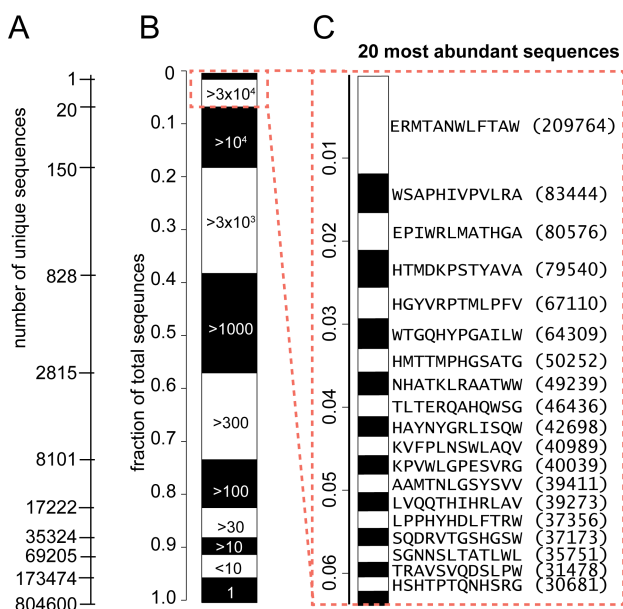 A
B
C
20 most abundant sequences
number of unique sequences
1
20
150
828
2815
8101
17222
35324
69205
173474
804600
fraction of total seqeunces
0
0.1
0.2
0.3
0.4
0.5
0.6
0.7
0.8
0.9
1.0
>3x10⁴
>10⁴
>3x10³
>1000
>300
>100
>30
>10
<10
1
0.01
0.02
0.03
0.04
0.05
0.06
ERMTANWLFTAW (209764)
WSAPHIVPVLRA (83444)
EPIWRLMATHGA (80576)
HTMDKPSTYAVA (79540)
HGYVRPTMLPFV (67110)
WTGQHYPGAILW (64309)
HMTTMPHGSATG (50252)
NHATKLRAATWW (49239)
TLTERQAHQWSG (46436)
HAYNYGRLISQW (42698)
KVFPLNSWLAQV (40989)
KPVWLGPESVRG (40039)
AAMTNLGSYSVV (39411)
LVQQTHIHRLAV (39273)
LPPHYHDLFTRW (37356)
SQDRVTGSHGSW (37173)
SGNNSLTATLWL (35751)
TRAVSVQDSLPW (31478)
HSHTPTQNHSRG (30681)